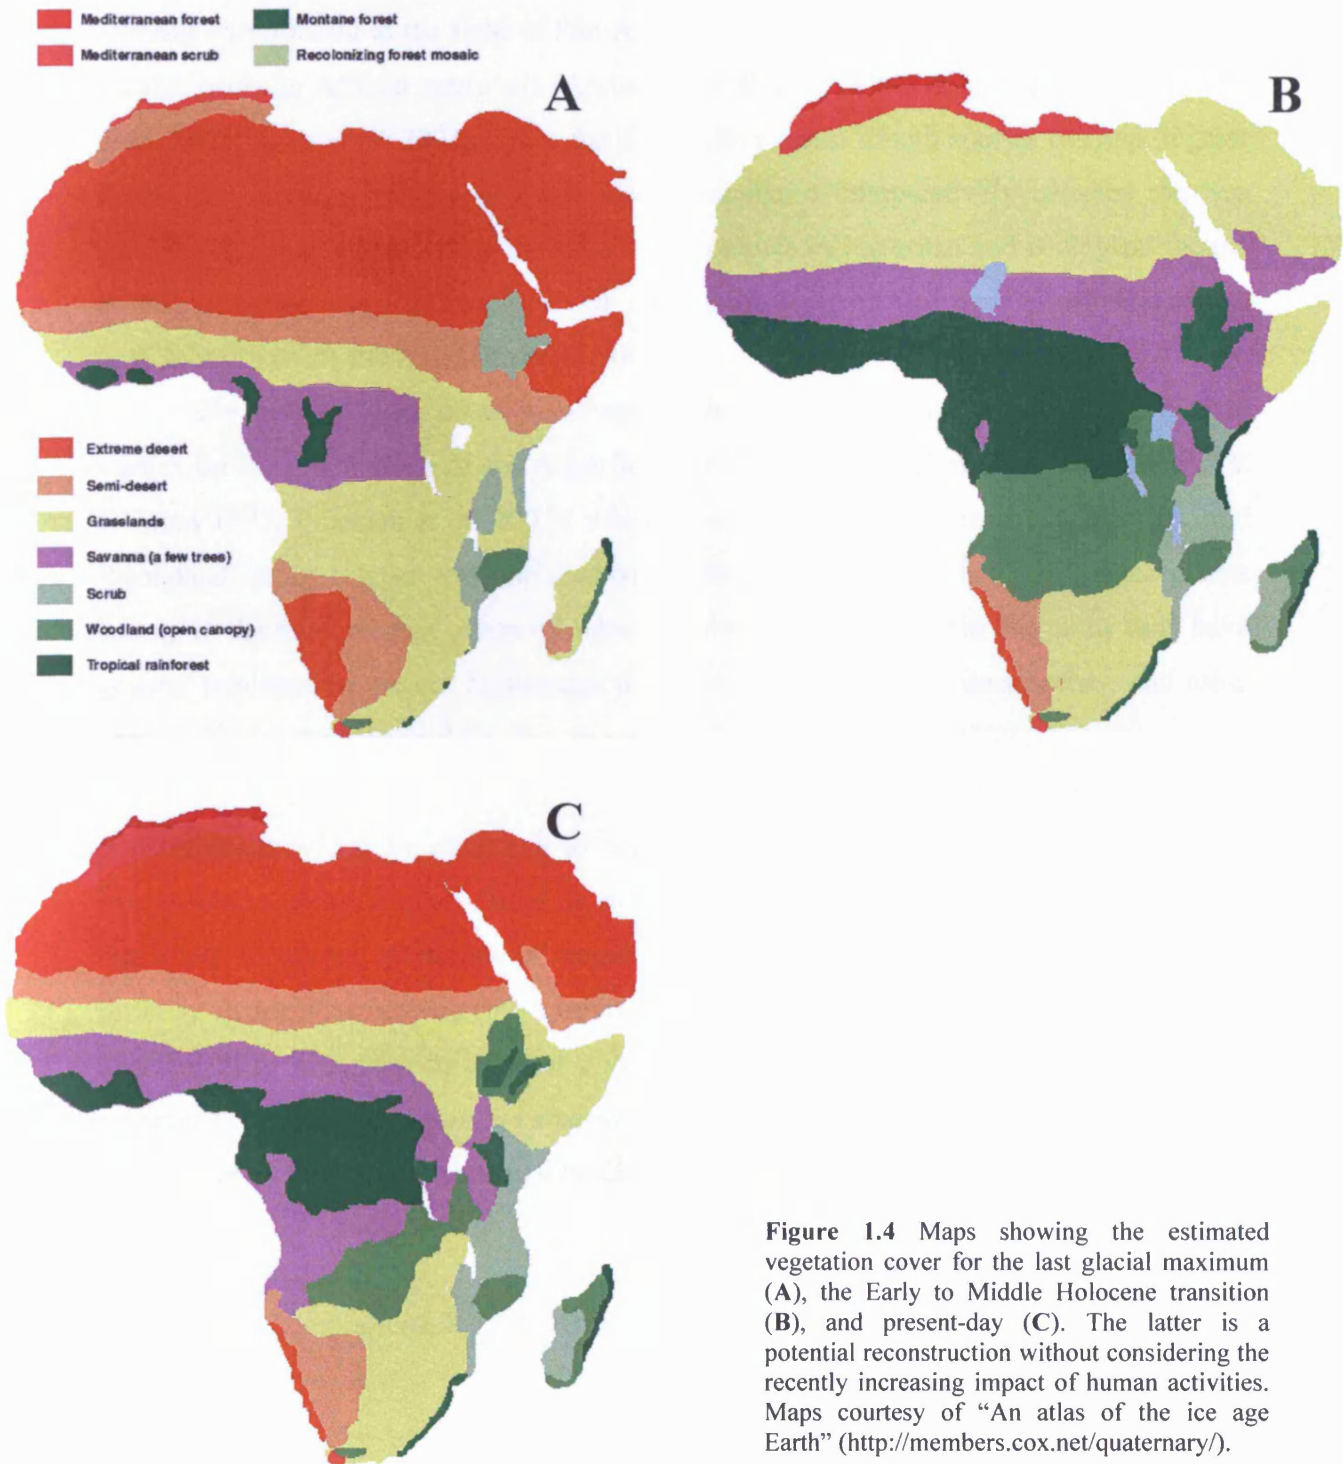 Mediterranean forest
Montane forest
Mediterranean scrub
Recolonizing forest mosaic
A
B
Extreme desert
Semi-desert
Grasslands
Savanna (a few trees)
Scrub
Woodland (open canopy)
Tropical rainforest
C
Figure 1.4 Maps showing the estimated
vegetation cover for the last glacial maximum
(A), the Early to Middle Holocene transition
(B), and present-day (C). The latter is a
potential reconstruction without considering the
recently increasing impact of human activities.
Maps courtesy of “An atlas of the ice age
Earth” (http://members.cox.net/quaternary/).